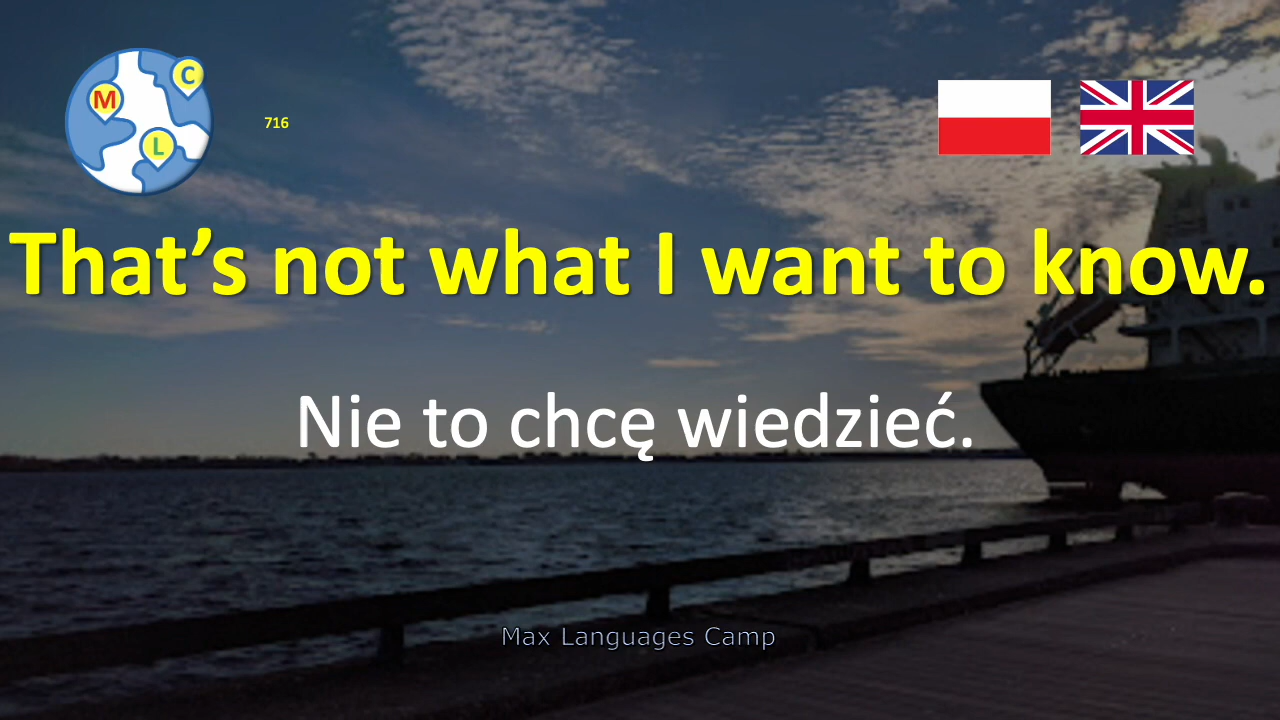 M
C
L
716
That’s not what I want to know.
Nie to chcę wiedzieć.
Max Languages Camp